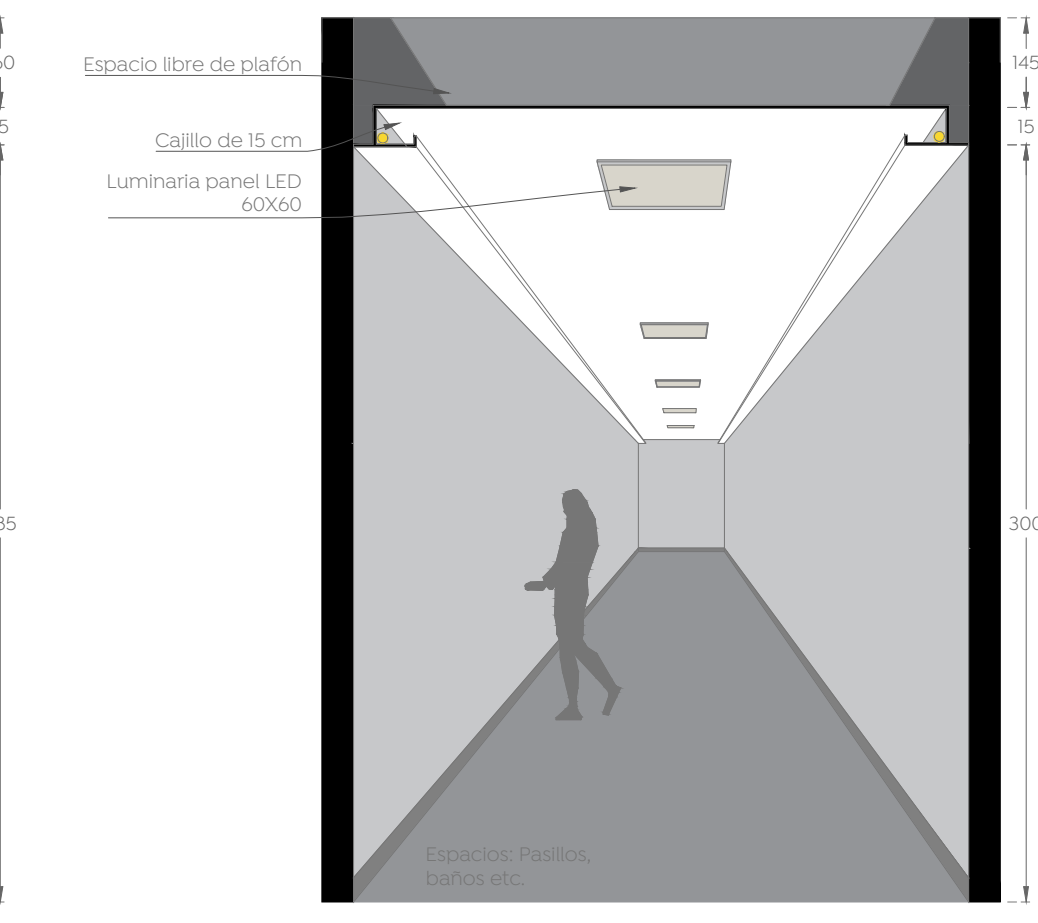 Espacio libre de plafón
Cajillo de 15 cm
Luminaria panel LED
60X60
145
15
300
Espacios: Pasillos,
baños etc.